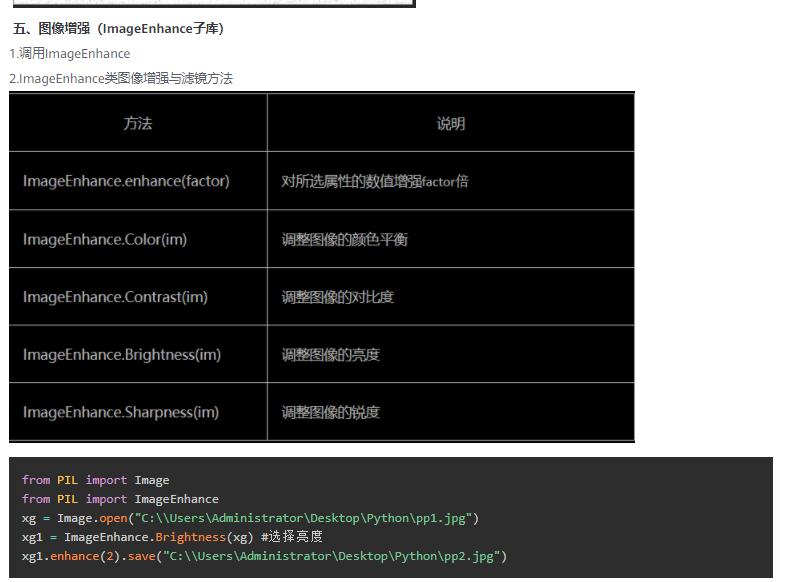 五、图像增强（ImageEnhance子库)
1.调用ImageEnhance
2.ImageEnhance类图像增强与滤镜方法
方法 说明
ImageEnhance.enhance(factor) 对所选属性的数值增强factor倍
ImageEnhance.Color(im) 调整图像的颜色平衡
ImageEnhance.Contrast(im) 调整图像的对比度
ImageEnhance.Brightness(im) 调整图像的亮度
ImageEnhance.Sharpness(im) 调整图像的锐度
from PIL import Image
from PIL import ImageEnhance
xg = Image.open("C:\\Users\Administrator\Desktop\Python\pp1.jpg")
xg1 = ImageEnhance.Brightness(xg) #选择亮度
xg1.enhance(2).save("C:\\Users\Administrator\Desktop\Python\pp2.jpg")